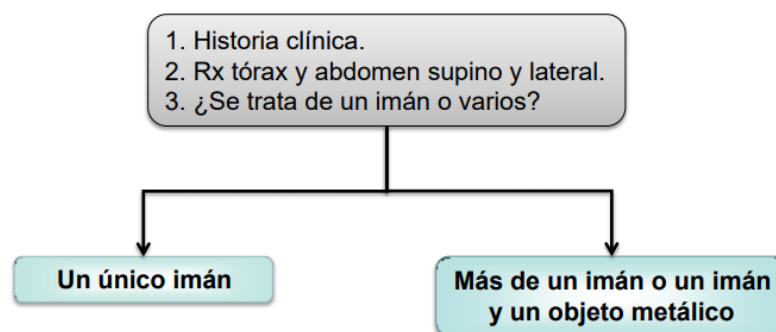 1. Historia clínica.
2. Rx tórax y abdomen supino y lateral.
3. ¿Se trata de un imán o varios?
Un único imán
Más de un imán o un imán
y un objeto metálico